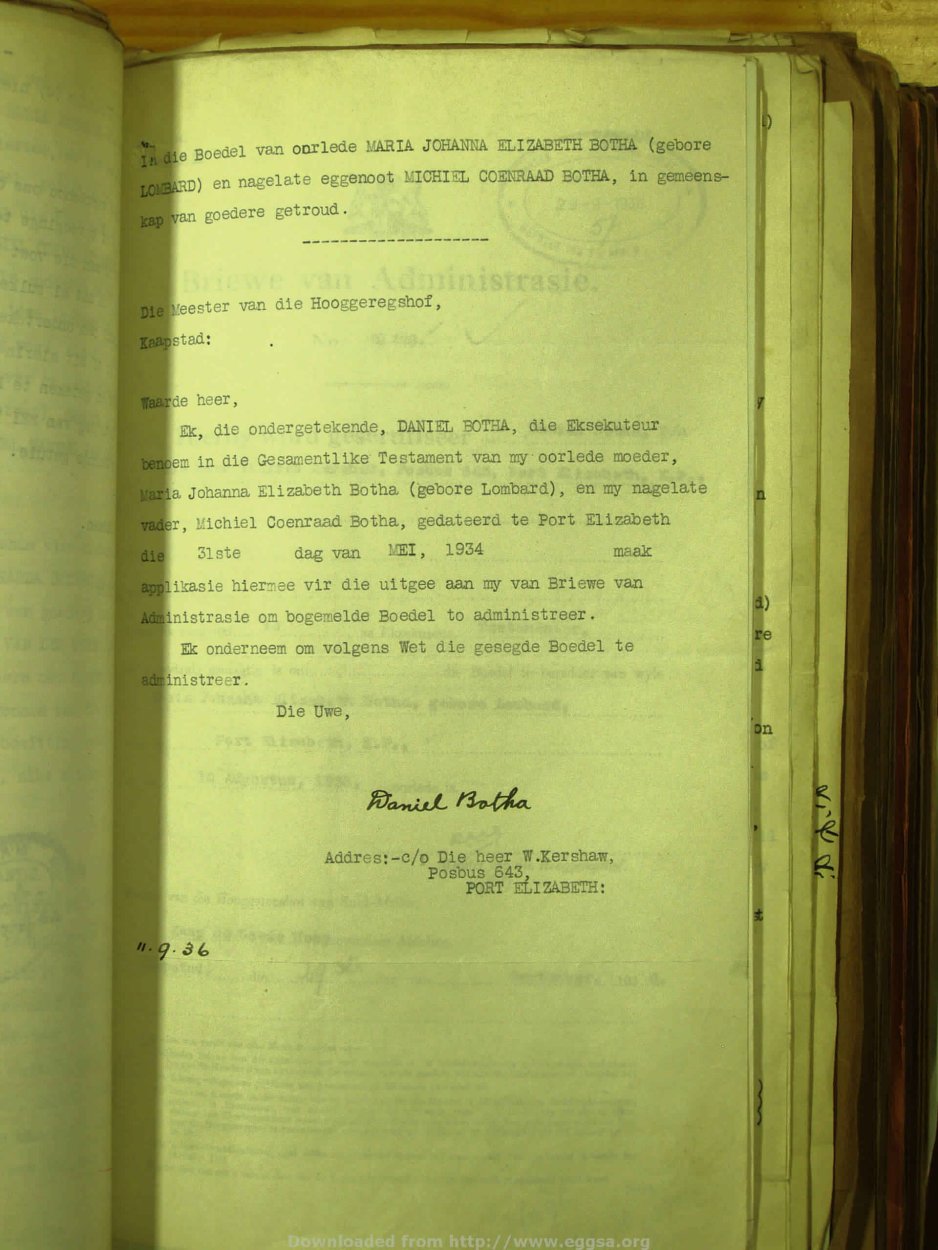 In die Boedel van oorlede MARIA JOHANNA ELIZABETH BOTHA (gebore
LOMBARD) en nagelate eggenoot MICHIEL COENRAAD BOTHA, in gemeens-
kap van goedere getroud.
--------------------
Briewe van Administrasie.
Die Meester van die Hooggeregshof,
Kaapstad:
Waarde heer,
Ek, die ondergetekende, DANIEL BOTHA, die Eksekuteur
benoem in die Gesamentlike Testament van my oorlede moeder,
Maria Johanna Elizabeth Botha (gebore Lombard), en my nagelate
vader, Michiel Coenraad Botha, gedateerd te Port Elizabeth
die 31ste dag van MEI, 1934 maak
applikasie hiermee vir die uitgee aan my van Briewe van
Administrasie om bogemelde Boedel to administreer.
Ek onderneem om volgens Wet die gesegde Boedel te
administreer.
Die Uwe,
Daniel Botha
Addres:-c/o Die heer W.Kershaw,
Posbus 643,
PORT ELIZABETH:
11.9.36
Downloaded from http://www.eggsa.org